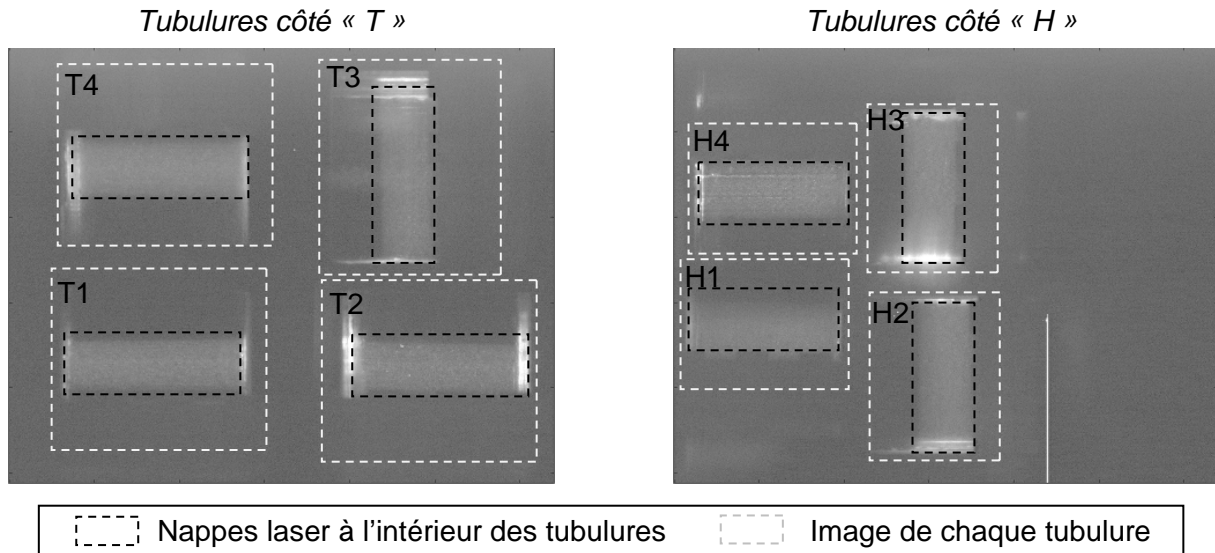 Tubulures côté « T »
Tubulures côté « H »
T4
T3
T1
T2
H4
H3
H1
H2
Nappes laser à l’intérieur des tubulures
Image de chaque tubulure